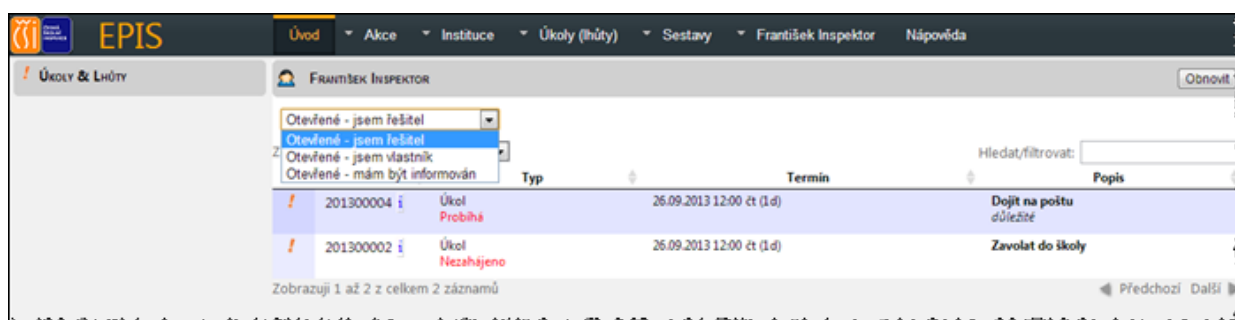 EPIS
Úvod Akce Instituce Úkoly (lhůty) Sestavy František Inspektor Nápověda
Úkoly & Lhůty
František Inspektor
Obnovit
Otevřené - jsem řešitel
Otevřené - jsem řešitel
Otevřené - jsem vlastník
Otevřené - mám být informován
Hledat/filtrovat:
Typ Termín Popis
! 201300004 i Úkol 26.09.2013 12:00 čt (1d) Dojít na poštu
Probíhá důležité
! 201300002 i Úkol 26.09.2013 12:00 čt (1d) Zavolat do školy
Nezahájeno
Zobrazuji 1 až 2 z celkem 2 záznamů
Předchozí Další